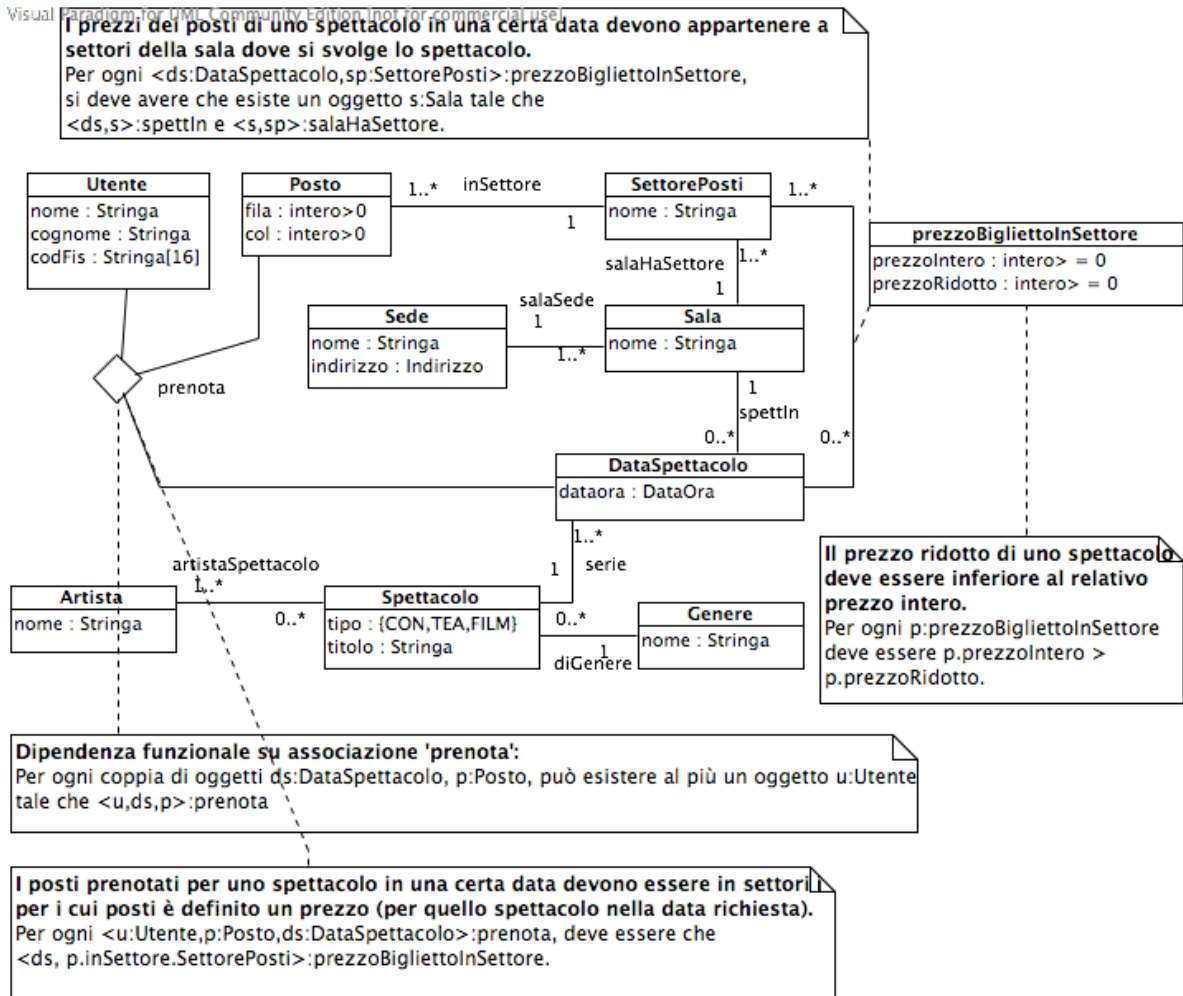 Visual Paradigm for UML Community Edition [not for commercial use]
I prezzi dei posti di uno spettacolo in una certa data devono appartenere a
settori della sala dove si svolge lo spettacolo.
Per ogni <ds:DataSpettacolo,sp:SettorePosti>:prezzoBigliettoInSettore,
si deve avere che esiste un oggetto s:Sala tale che
<ds,s>:spettIn e <s,sp>:salaHaSettore.
Utente
nome : Stringa
cognome : Stringa
codFis : Stringa[16]
Posto
fila : intero>0
col : intero>0
1..*
inSettore
1
SettorePosti
nome : Stringa
1..*
prezzoBigliettoInSettore
prezzoIntero : intero> = 0
prezzoRidotto : intero> = 0
salaHaSettore
1..*
1
Sede
nome : Stringa
indirizzo : Indirizzo
salaSede
1
1..*
Sala
nome : Stringa
prenota
1
spettIn
0..*
0..*
DataSpettacolo
dataora : DataOra
1..*
1
serie
Il prezzo ridotto di uno spettacolo
deve essere inferiore al relativo
prezzo intero.
Per ogni p:prezzoBigliettoInSettore
deve essere p.prezzoIntero >
p.prezzoRidotto.
artistaSpettacolo
1..*
0..*
Artista
nome : Stringa
Spettacolo
tipo : {CON,TEA,FILM}
titolo : Stringa
0..*
1
diGenere
Genere
nome : Stringa
Dipendenza funzionale su associazione 'prenota':
Per ogni coppia di oggetti ds:DataSpettacolo, p:Posto, può esistere al più un oggetto u:Utente
tale che <u,ds,p>:prenota
I posti prenotati per uno spettacolo in una certa data devono essere in settori i
per i cui posti è definito un prezzo (per quello spettacolo nella data richiesta).
Per ogni <u:Utente,p:Posto,ds:DataSpettacolo>:prenota, deve essere che
<ds, p.inSettore.SettorePosti>:prezzoBigliettoInSettore.